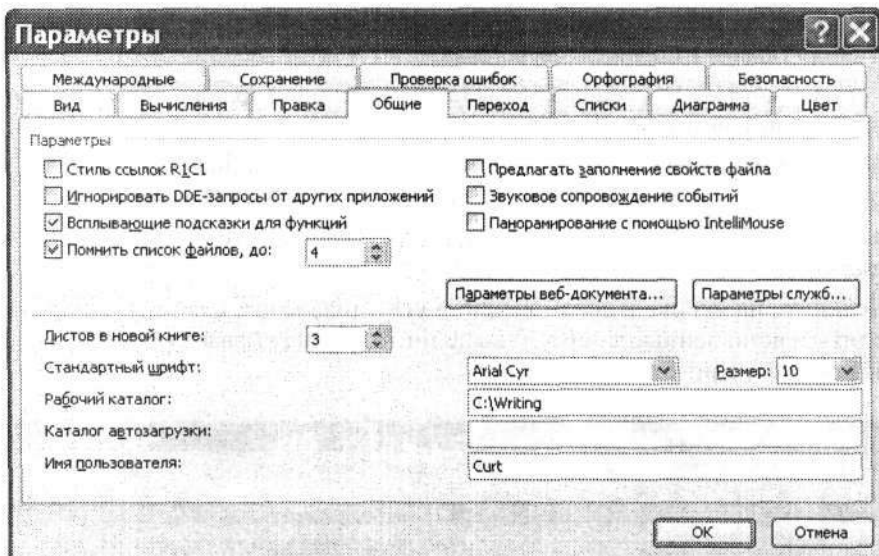 Параметры
Международные Сохранение Проверка ошибок Орфография Безопасность
Вид Вычисления Правка Общие Переход Списки Диаграмма Цвет
Параметры
Стиль ссылок R1C1 Предлагать заполнение свойств файла
Игнорировать DDE-запросы от других приложений Звуковое сопровождение событий
Всплывающие подсказки для функций Панорамирование с помощью IntelliMouse
Помнить список файлов, до: 4
Параметры веб-документа... Параметры служб...
Листов в новой книге: 3
Стандартный шрифт: Arial Cyr Размер: 10
Рабочий каталог: C:\Writing
Каталог автозагрузки:
Имя пользователя: Curt
OK Отмена